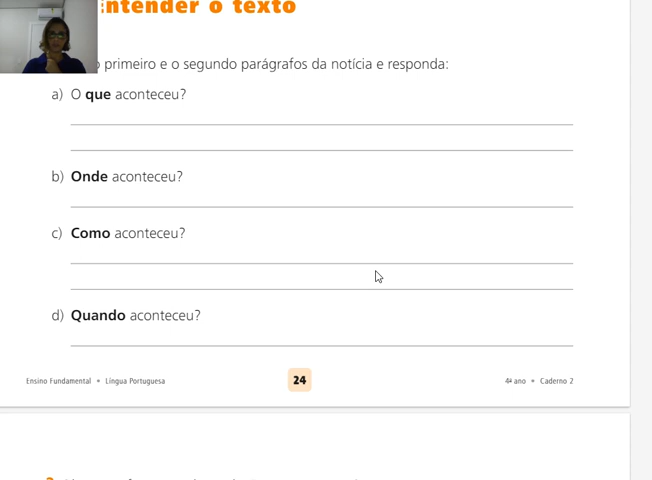 ntender o texto
primeiro e o segundo parágrafos da notícia e responda:
a) O que aconteceu?
b) Onde aconteceu?
c) Como aconteceu?
d) Quando aconteceu?
Ensino Fundamental • Língua Portuguesa
24
4º ano • Caderno 2